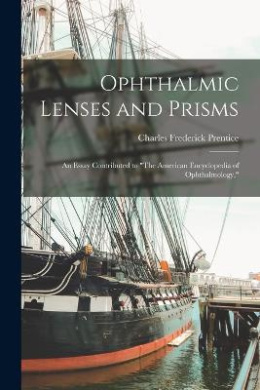 Ophthalmic
Lenses and Prisms
Charles Frederick Prentice
An Essay Contributed to "The American Encyclopedia of
Ophthalmology."